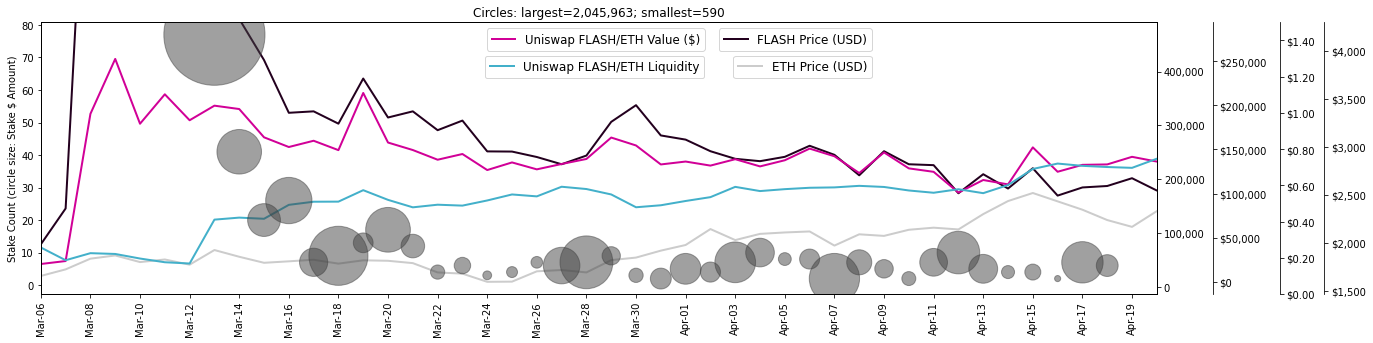 Circles: largest=2,045,963; smallest=590
Stake Count (circle size: Stake $ Amount)
80
70
60
50
40
30
20
10
0
Uniswap FLASH/ETH Value ($)
FLASH Price (USD)
Uniswap FLASH/ETH Liquidity
ETH Price (USD)
400,000
300,000
200,000
100,000
0
$250,000
$200,000
$150,000
$100,000
$50,000
$0
$1.40
$1.20
$1.00
$0.80
$0.60
$0.40
$0.20
$0.00
$4,000
$3,500
$3,000
$2,500
$2,000
$1,500
Mar-06
Mar-08
Mar-10
Mar-12
Mar-14
Mar-16
Mar-18
Mar-20
Mar-22
Mar-24
Mar-26
Mar-28
Mar-30
Apr-01
Apr-03
Apr-05
Apr-07
Apr-09
Apr-11
Apr-13
Apr-15
Apr-17
Apr-19